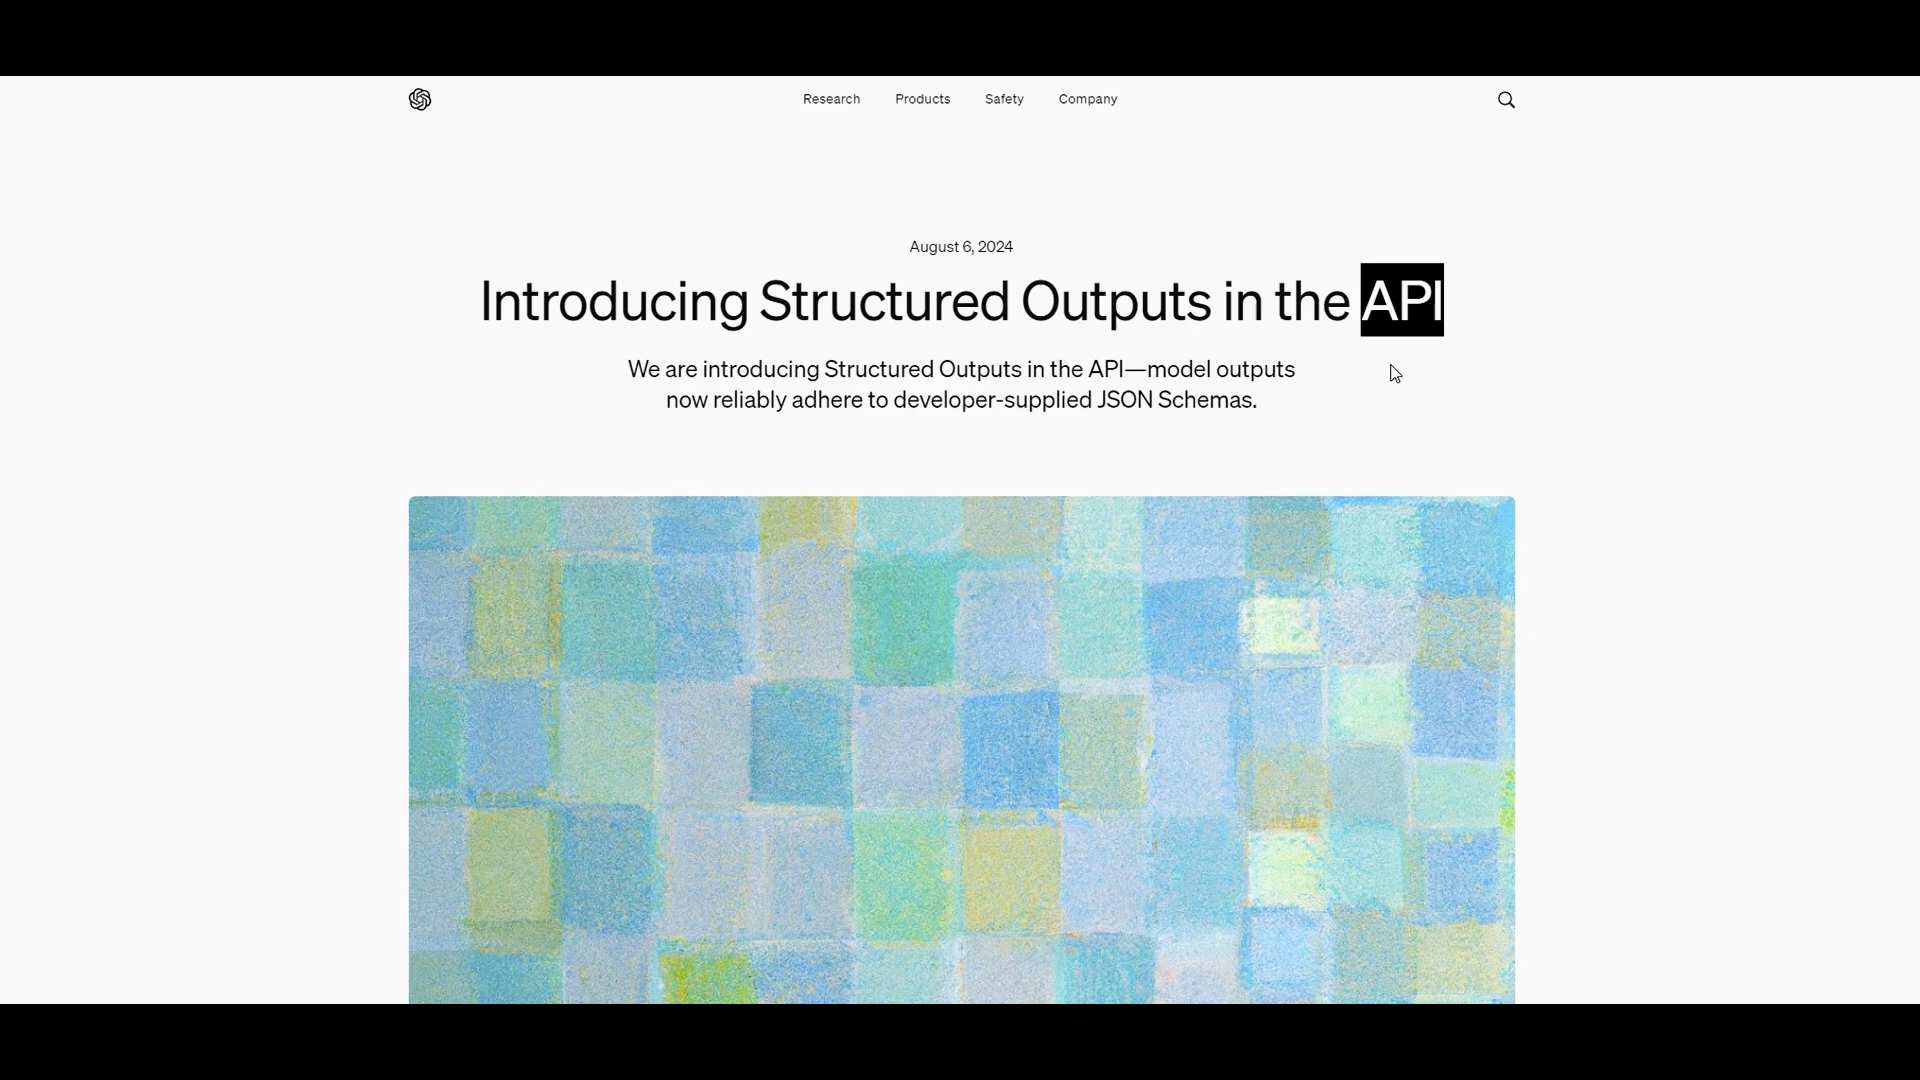 Research Products Safety Company
August 6, 2024
Introducing Structured Outputs in the API
We are introducing Structured Outputs in the API—model outputs
now reliably adhere to developer-supplied JSON Schemas.